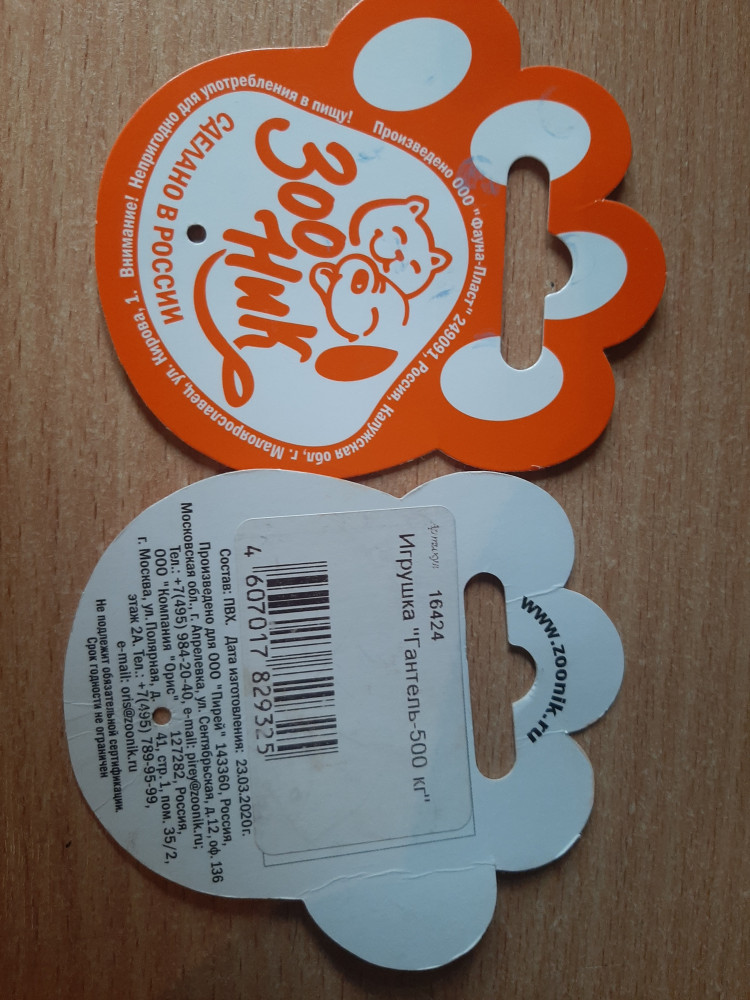 Внимание! Непригодно для употребления в пищу!
Произведено ООО "Фауна-Пласт" 249091, Россия, Калужская обл, г. Малоярославец, ул. Кирова, 1.
ЗОО
НИК
СДЕЛАНО В РОССИИ
www.zoonik.ru
Артикул 16424
Игрушка "Гантель-500 кг"
4 607017 829325
Состав: ПВХ. Дата изготовления: 23.03.2020г.
Произведено для ООО "Пирей" 143360, Россия,
Московская обл., г. Апрелевка, ул. Сентябрьская, д.12, оф. 136
Тел.: +7(495) 984-20-40, e-mail: pirey@zoonik.ru;
ООО "Компания "Орис" 127282, Россия,
г. Москва, ул. Полярная, д. 41, стр. 1, пом. 35/2,
этаж 2А. Тел.: +7(495) 789-95-99,
e-mail: oris@zoonik.ru
Не подлежит обязательной сертификации.
Срок годности не ограничен